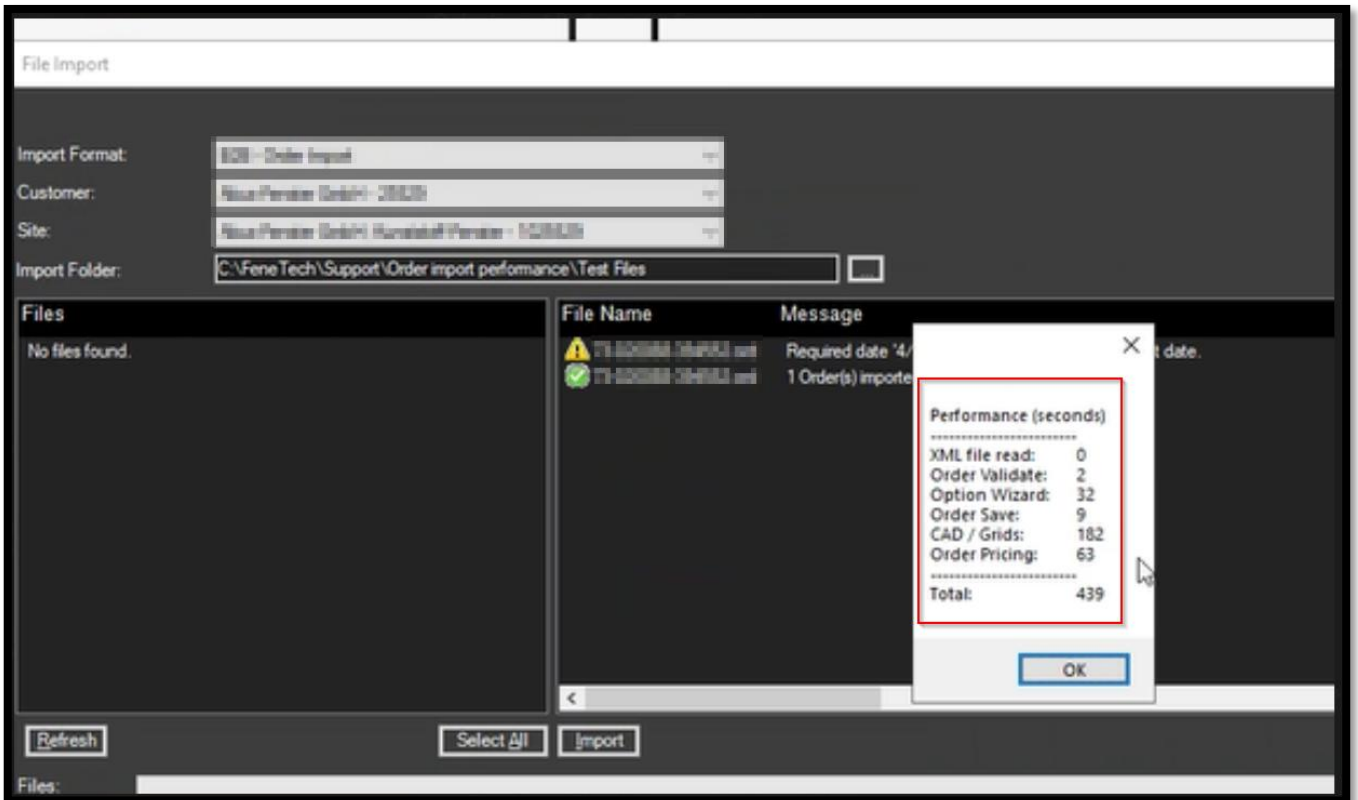 File Import
Import Format:
Customer:
Site:
Import Folder: C:\FeneTech\Support\Order import performance\Test Files ...
Files
No files found.
File Name Message
Required date '4/ t date.
1 Order(s) importe
Performance (seconds)
-------------------------
XML file read: 0
Order Validate: 2
Option Wizard: 32
Order Save: 9
CAD / Grids: 182
Order Pricing: 63
-------------------------
Total: 439
OK
Refresh Select All Import
Files: